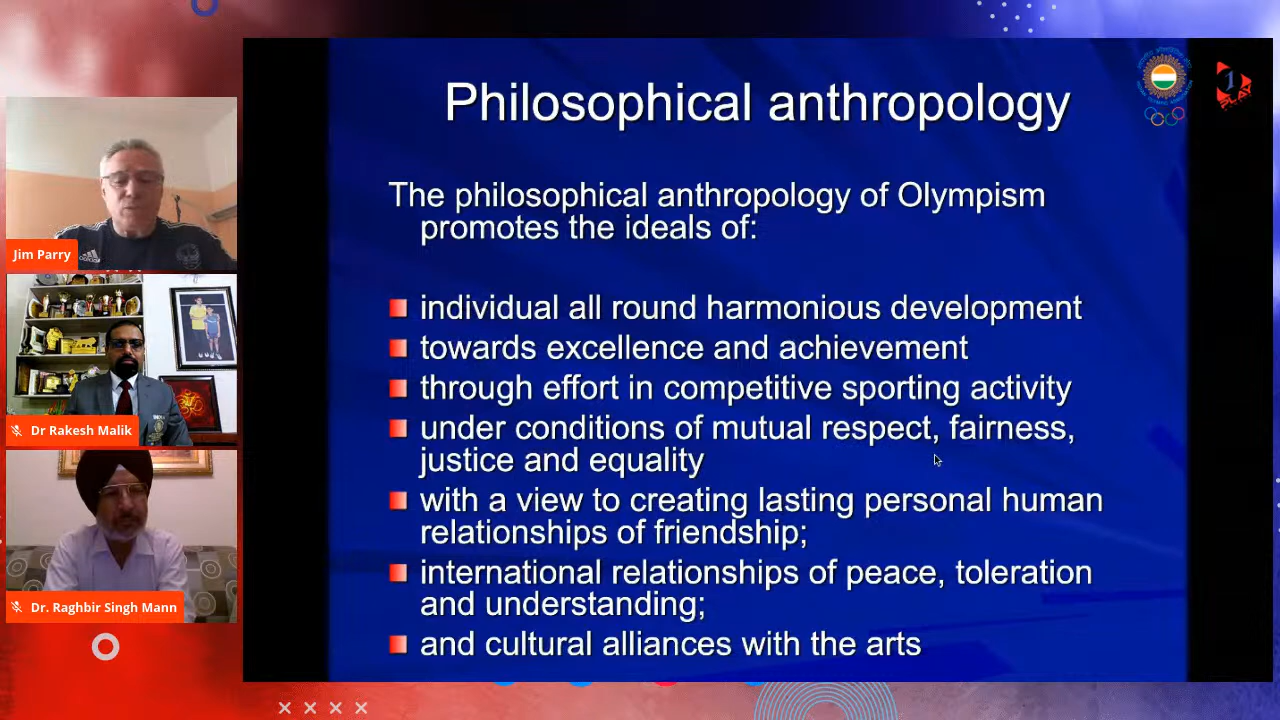 Philosophical anthropology
The philosophical anthropology of Olympism
promotes the ideals of:
individual all round harmonious development
towards excellence and achievement
through effort in competitive sporting activity
under conditions of mutual respect, fairness,
justice and equality
with a view to creating lasting personal human
relationships of friendship;
international relationships of peace, toleration
and understanding;
and cultural alliances with the arts
Jim Parry
Dr Rakesh Malik
Dr. Raghbir Singh Mann
1
PLAY
adidas